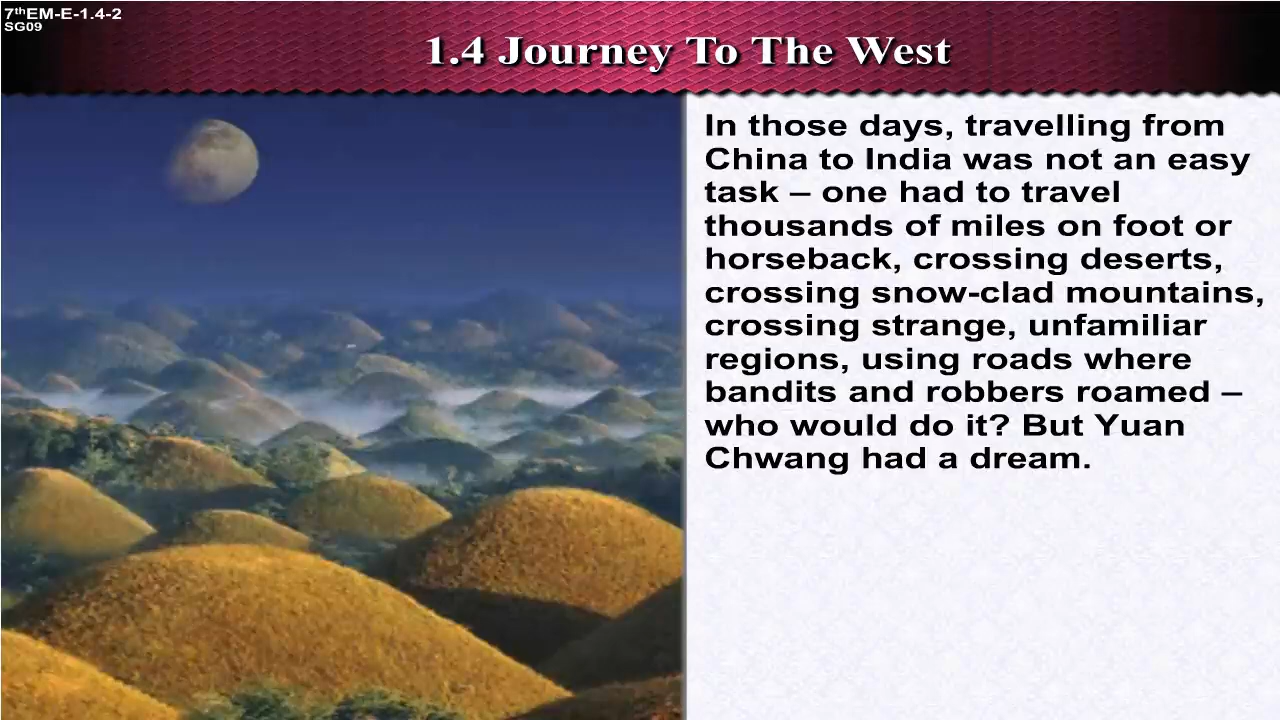 7thEM-E-1.4-2
SG09
1.4 Journey To The West
In those days, travelling from
China to India was not an easy
task – one had to travel
thousands of miles on foot or
horseback, crossing deserts,
crossing snow-clad mountains,
crossing strange, unfamiliar
regions, using roads where
bandits and robbers roamed –
who would do it? But Yuan
Chwang had a dream.